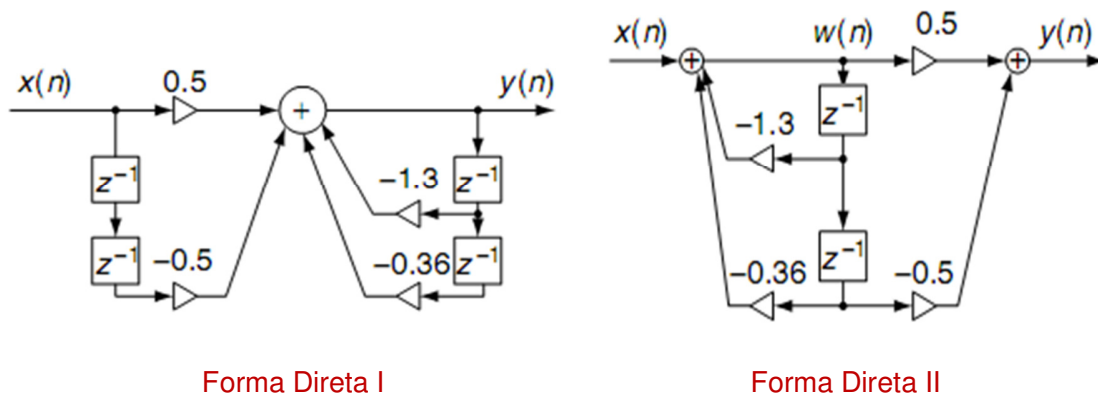 x(n)
0.5
+
y(n)
z⁻¹
−1.3
z⁻¹
z⁻¹
−0.5
−0.36
z⁻¹
Forma Direta I
x(n)
+
w(n)
0.5
+
y(n)
z⁻¹
−1.3
z⁻¹
−0.36
−0.5
Forma Direta II